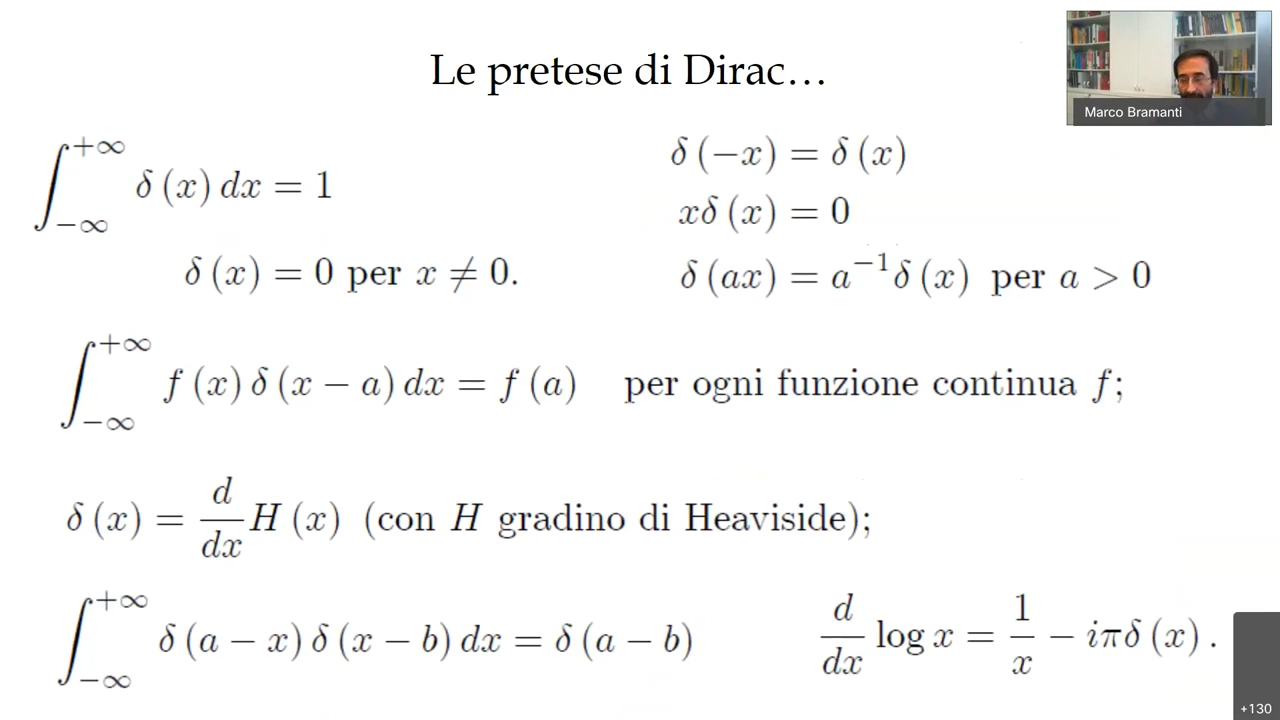 Le pretese di Dirac…
Marco Bramanti
∫_{−∞}^{+∞} δ (x) dx = 1
δ (x) = 0 per x ≠ 0.
δ (−x) = δ (x)
xδ (x) = 0
δ (ax) = a^{−1}δ (x) per a > 0
∫_{−∞}^{+∞} f (x) δ (x − a) dx = f (a) per ogni funzione continua f;
δ (x) = d/dx H (x) (con H gradino di Heaviside);
∫_{−∞}^{+∞} δ (a − x) δ (x − b) dx = δ (a − b)
d/dx log x = 1/x − iπδ (x) .
+130